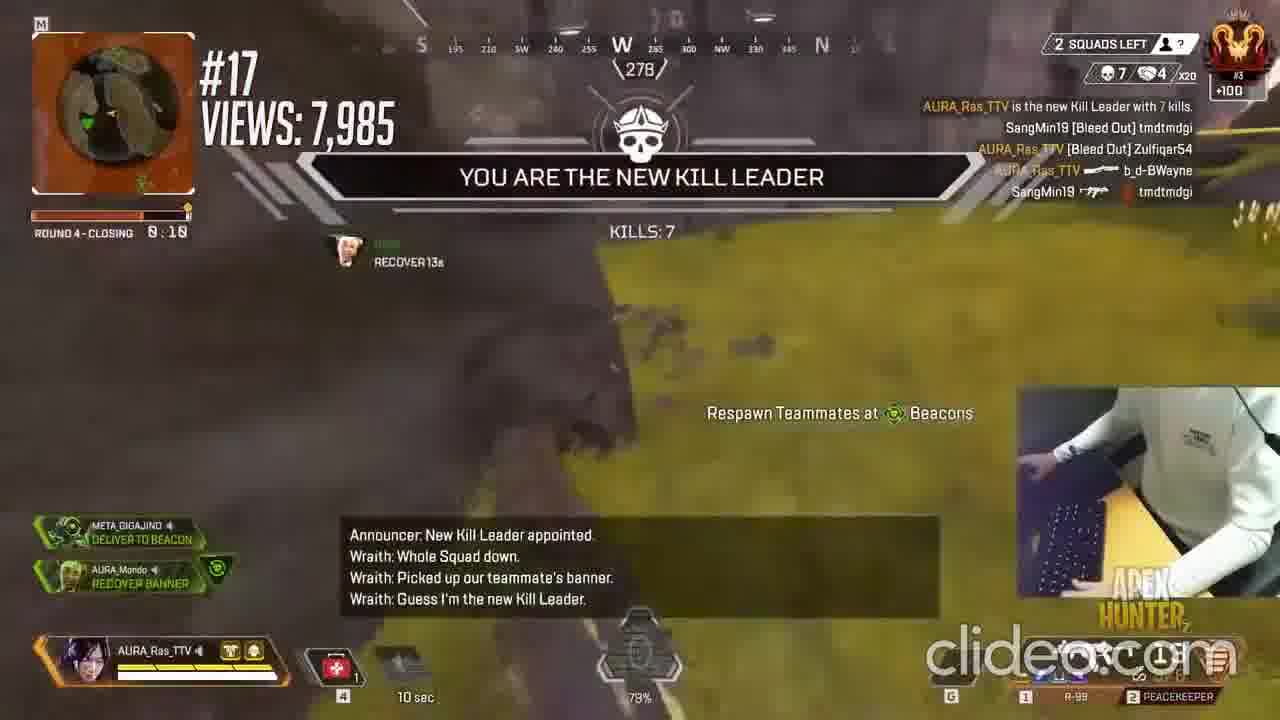 M
S 195 210 SW 240 255 W 285 300 NW 330 345 N
278
#17
VIEWS: 7,985
2 SQUADS LEFT ?
7 4 X20
#3
+100
AURA_Ras_TTV is the new Kill Leader with 7 kills.
SangMin19 [Bleed Out] tmdtmdgi
AURA_Ras_TTV [Bleed Out] Zulfiqar54
AURA_Ras_TTV b_d-BWayne
SangMin19 tmdtmdgi
YOU ARE THE NEW KILL LEADER
KILLS: 7
ROUND 4 - CLOSING 0:10
RECOVER 13s
Respawn Teammates at Beacons
META_GIGAJINO
DELIVER TO BEACON
AURA_Mondo
RECOVER BANNER
Announcer: New Kill Leader appointed.
Wraith: Whole Squad down.
Wraith: Picked up our teammate's banner.
Wraith: Guess I'm the new Kill Leader.
APEX
HUNTERZ
AURA_Ras_TTV
1
4
10 sec
79%
clideo.com
G
1 R-99 2 PEACEKEEPER